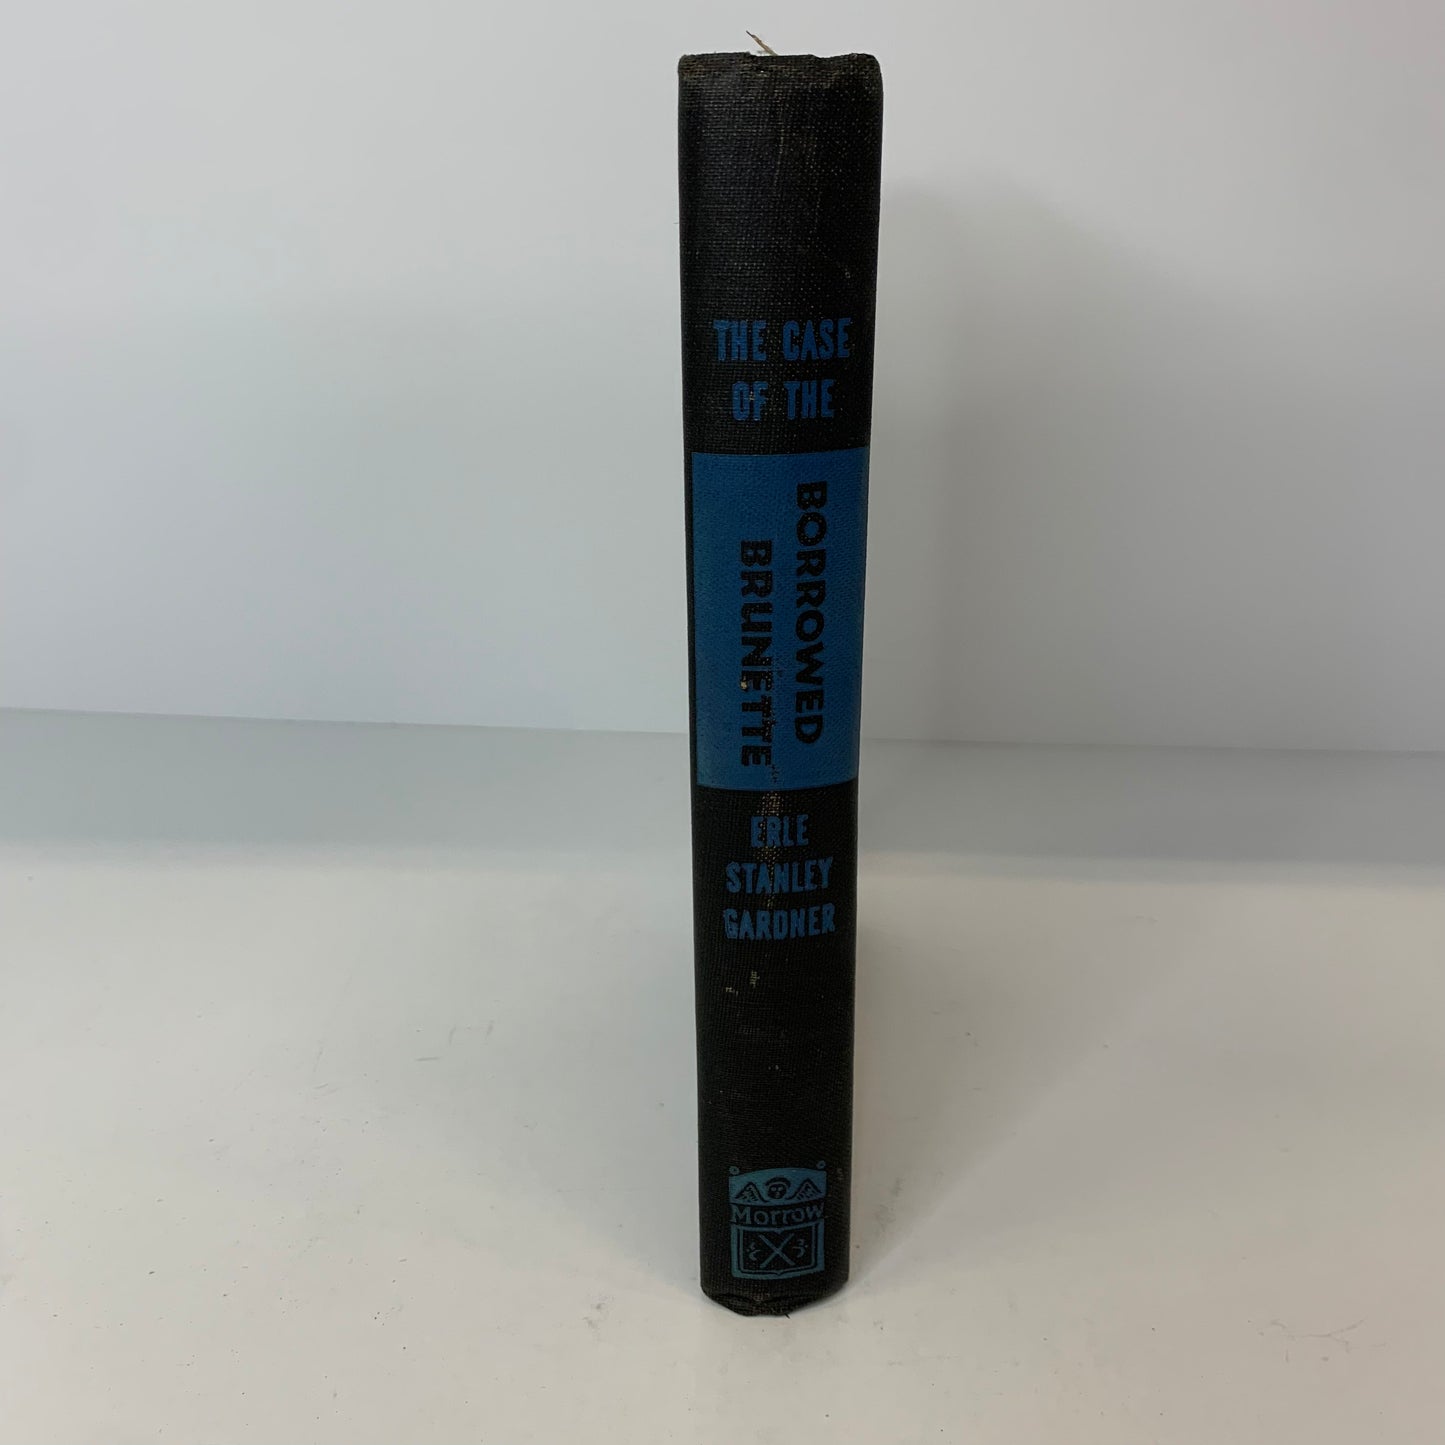 THE CASE
OF THE
BORROWED
BRUNETTE
ERLE
STANLEY
GARDNER
Morrow